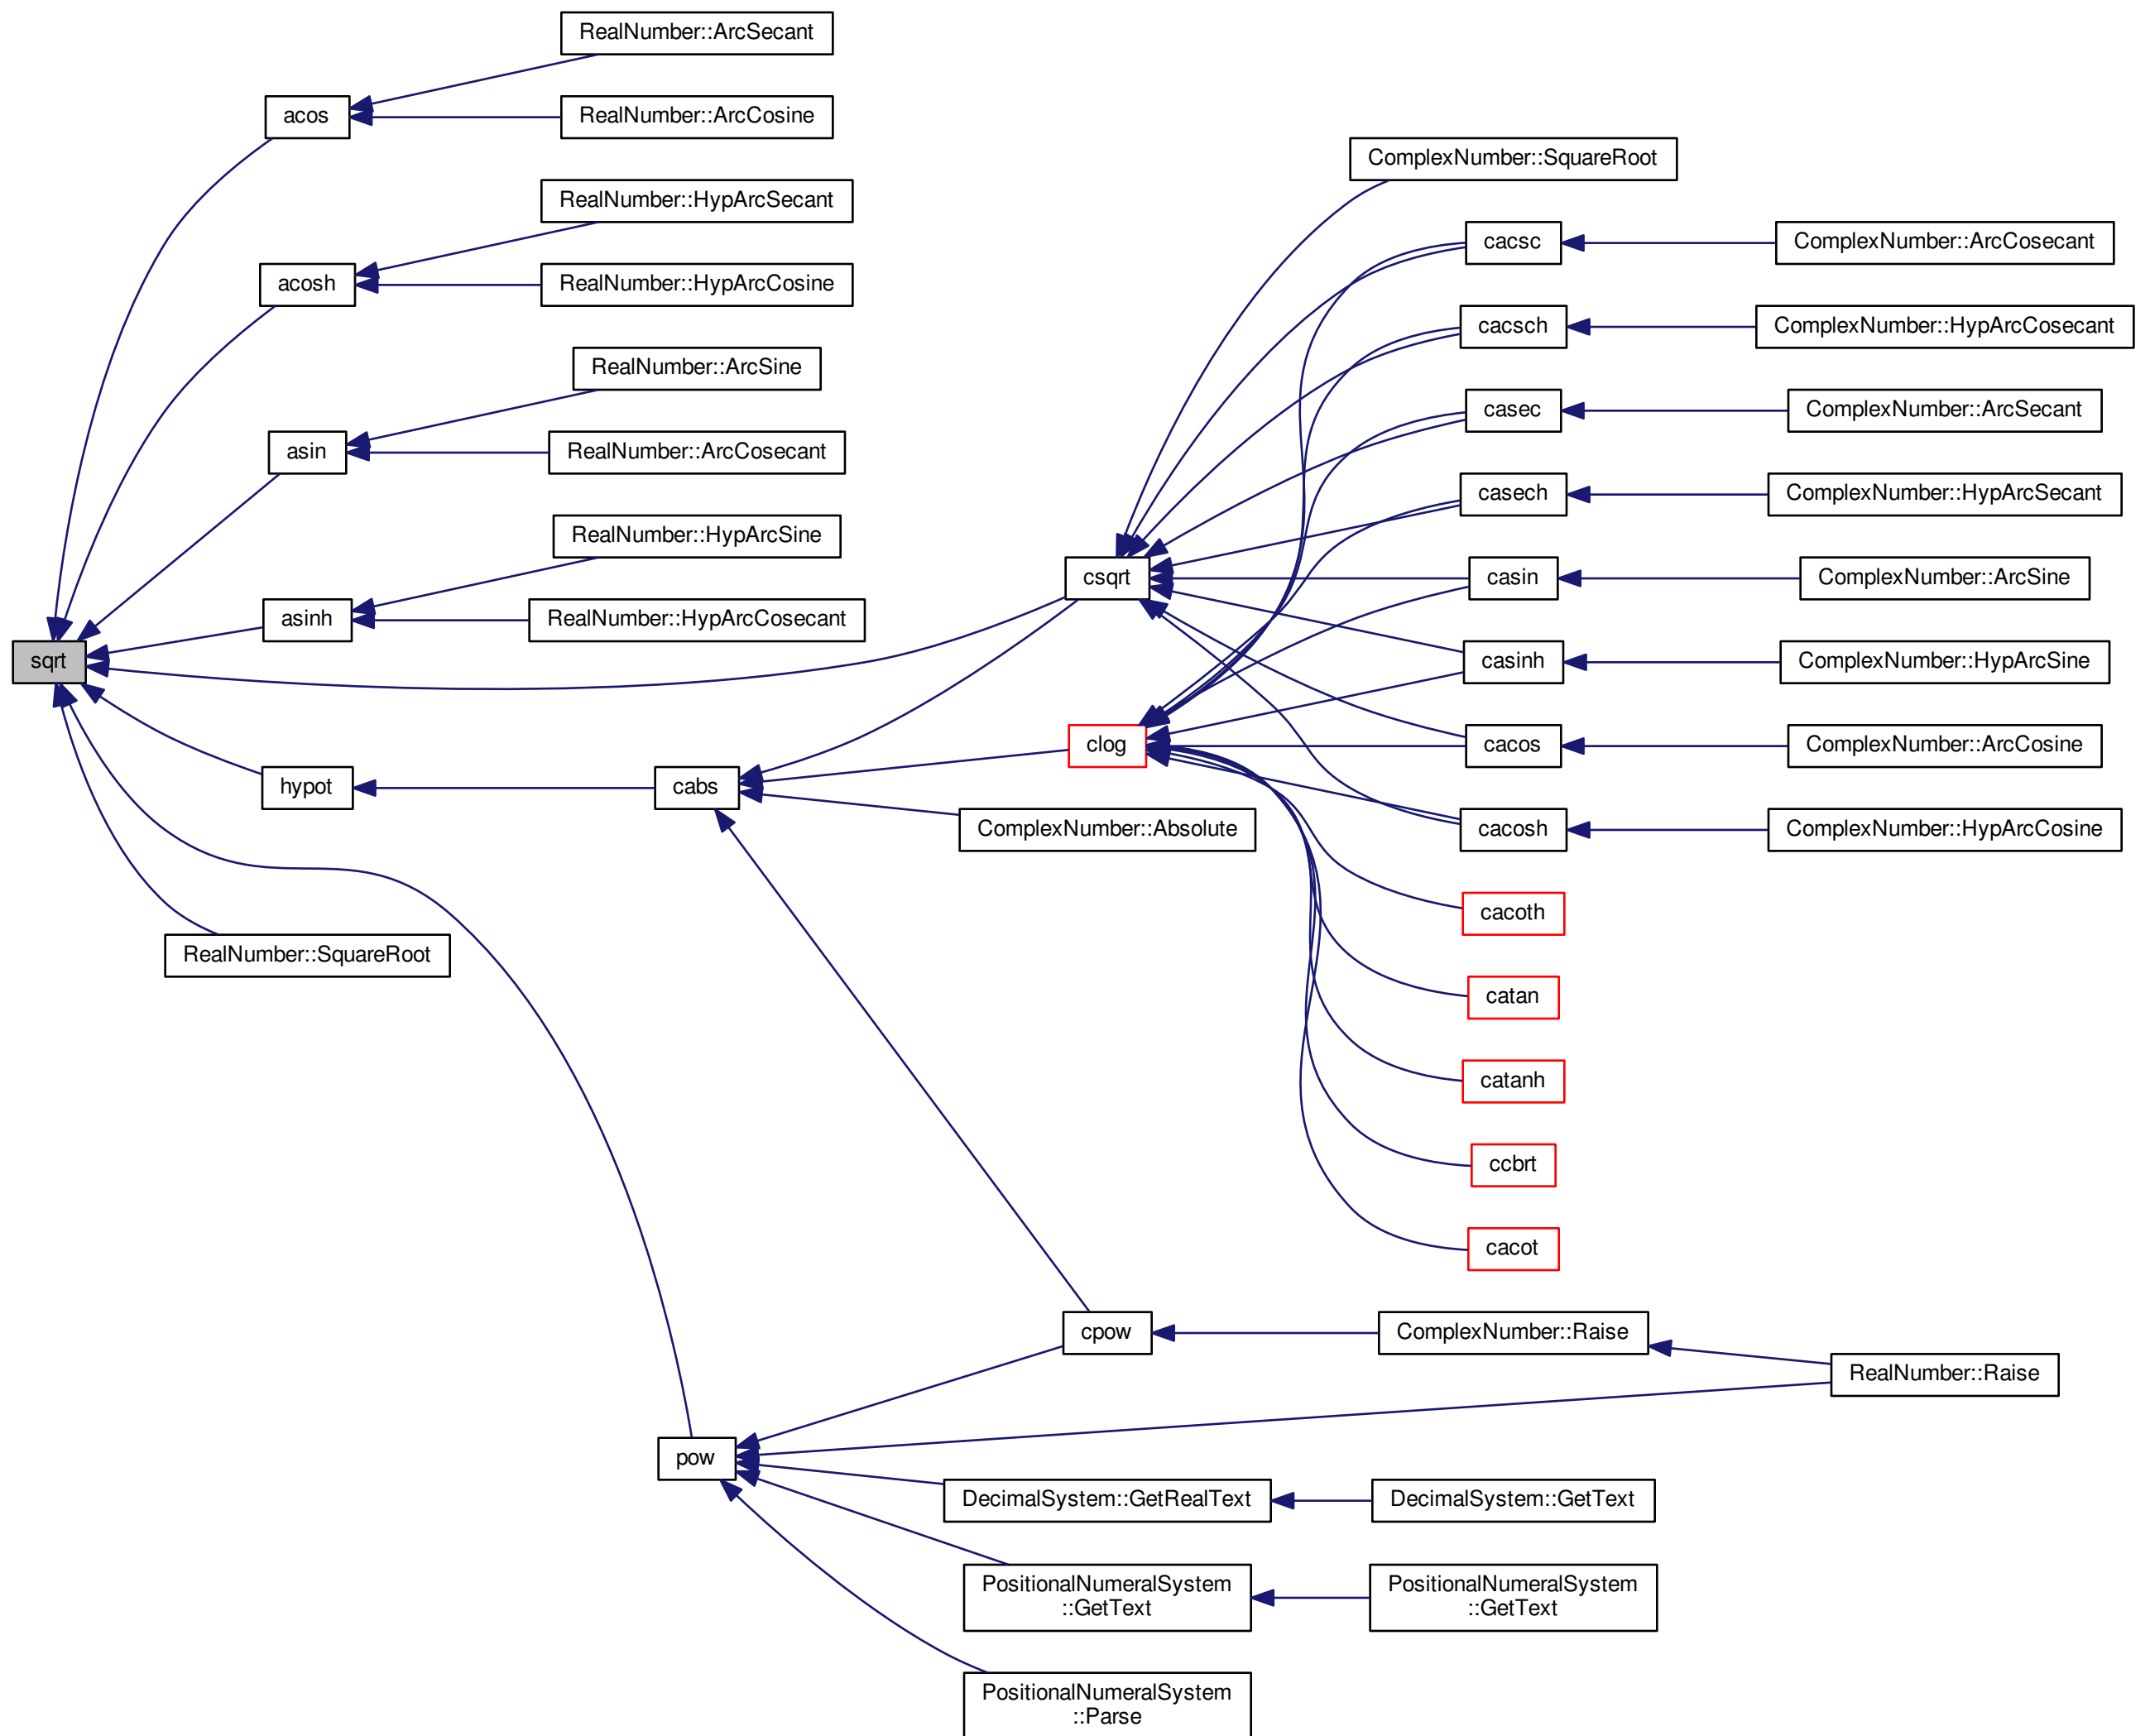 RealNumber::ArcSecant
acos
RealNumber::ArcCosine
ComplexNumber::SquareRoot
RealNumber::HypArcSecant
cacsc
ComplexNumber::ArcCosecant
acosh
RealNumber::HypArcCosine
cacsch
ComplexNumber::HypArcCosecant
RealNumber::ArcSine
casec
ComplexNumber::ArcSecant
asin
RealNumber::ArcCosecant
casech
ComplexNumber::HypArcSecant
RealNumber::HypArcSine
csqrt
casin
ComplexNumber::ArcSine
asinh
RealNumber::HypArcCosecant
sqrt
casinh
ComplexNumber::HypArcSine
clog
cacos
ComplexNumber::ArcCosine
hypot
cabs
ComplexNumber::Absolute
cacosh
ComplexNumber::HypArcCosine
cacoth
RealNumber::SquareRoot
catan
catanh
ccbrt
cacot
cpow
ComplexNumber::Raise
RealNumber::Raise
pow
DecimalSystem::GetRealText
DecimalSystem::GetText
PositionalNumeralSystem
::GetText
PositionalNumeralSystem
::GetText
PositionalNumeralSystem
::Parse